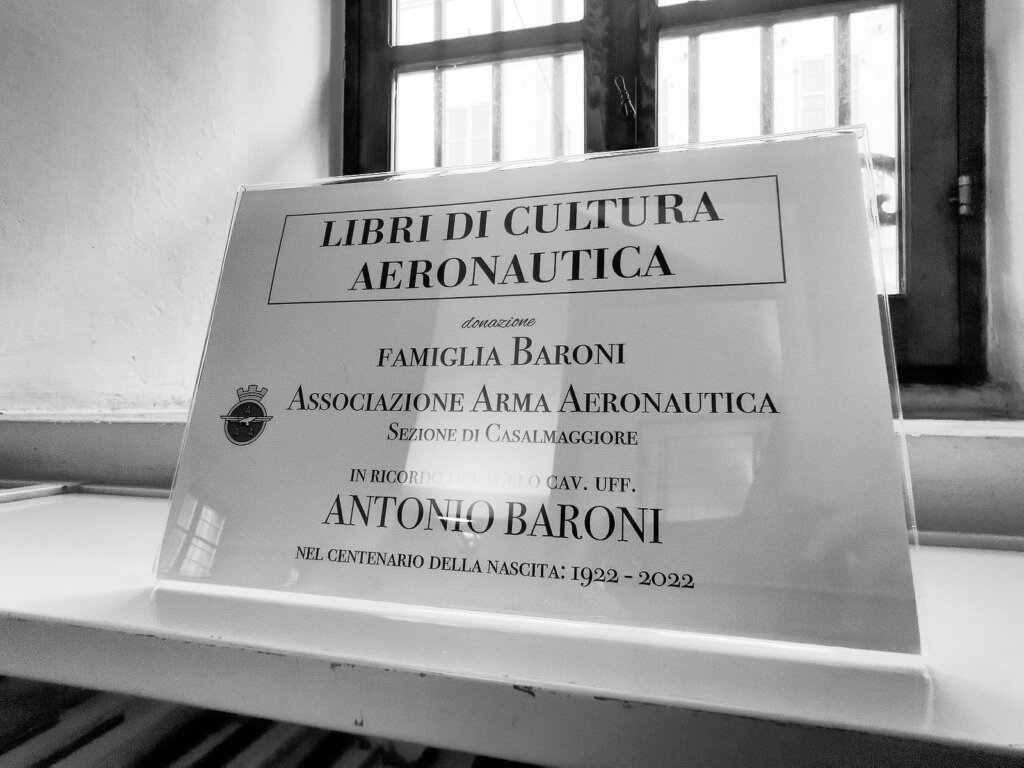 LIBRI DI CULTURA
AERONAUTICA
donazione
FAMIGLIA BARONI
ASSOCIAZIONE ARMA AERONAUTICA
SEZIONE DI CASALMAGGIORE
IN RICORDO DEL M.LLO CAV. UFF.
ANTONIO BARONI
NEL CENTENARIO DELLA NASCITA: 1922 - 2022